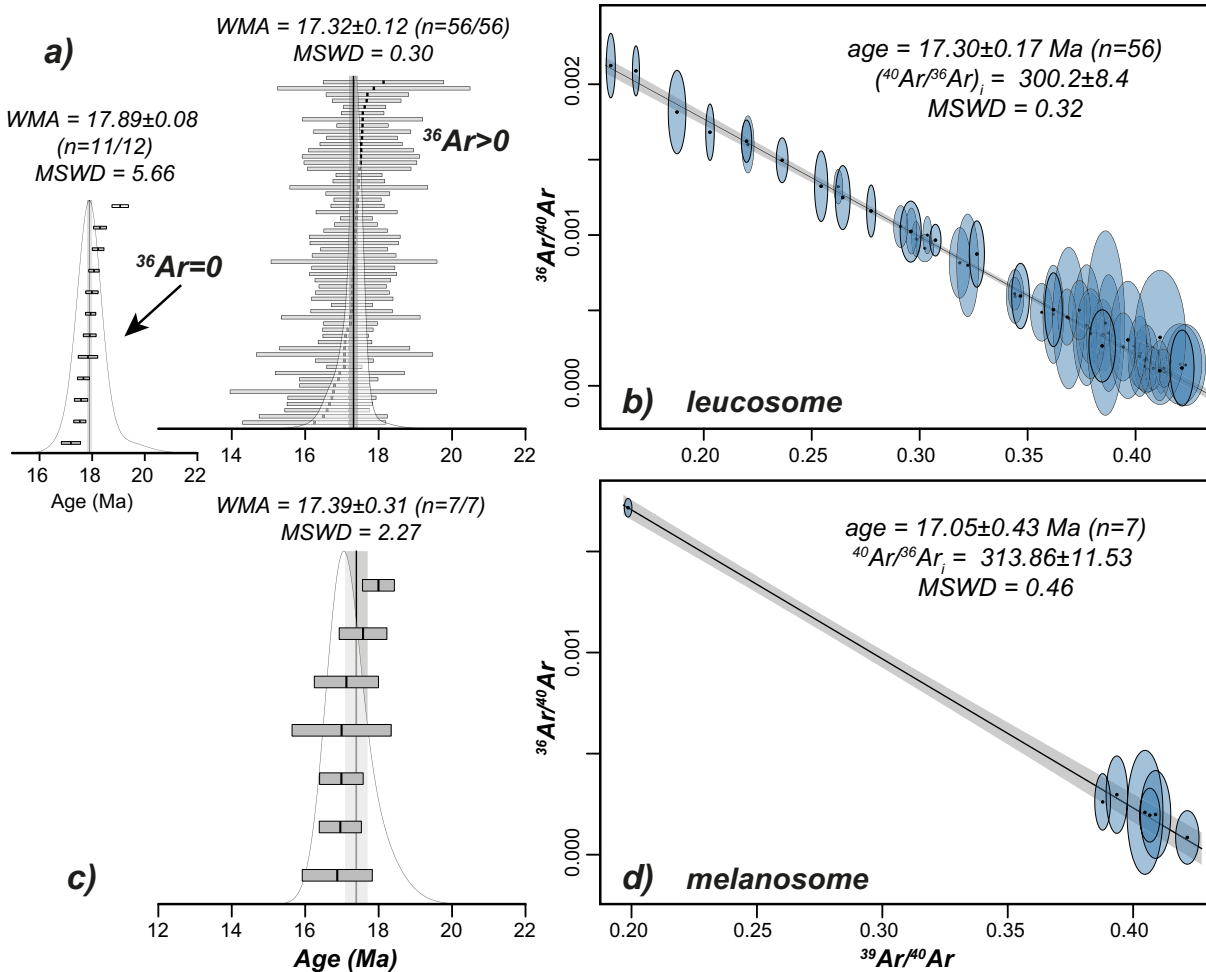 a)
WMA = 17.89±0.08
(n=11/12)
MSWD = 5.66
³⁶Ar=0
16 18 20 22
Age (Ma)
WMA = 17.32±0.12 (n=56/56)
MSWD = 0.30
³⁶Ar>0
14 16 18 20 22
age = 17.30±0.17 Ma (n=56)
(⁴⁰Ar/³⁶Ar)ᵢ = 300.2±8.4
MSWD = 0.32
³⁶Ar/⁴⁰Ar
0.002
0.001
0.000
b) leucosome
0.20 0.25 0.30 0.35 0.40
WMA = 17.39±0.31 (n=7/7)
MSWD = 2.27
c)
12 14 16 18 20 22
Age (Ma)
age = 17.05±0.43 Ma (n=7)
⁴⁰Ar/³⁶Arᵢ = 313.86±11.53
MSWD = 0.46
³⁶Ar/⁴⁰Ar
0.001
0.000
d) melanosome
0.20 0.25 0.30 0.35 0.40
³⁹Ar/⁴⁰Ar